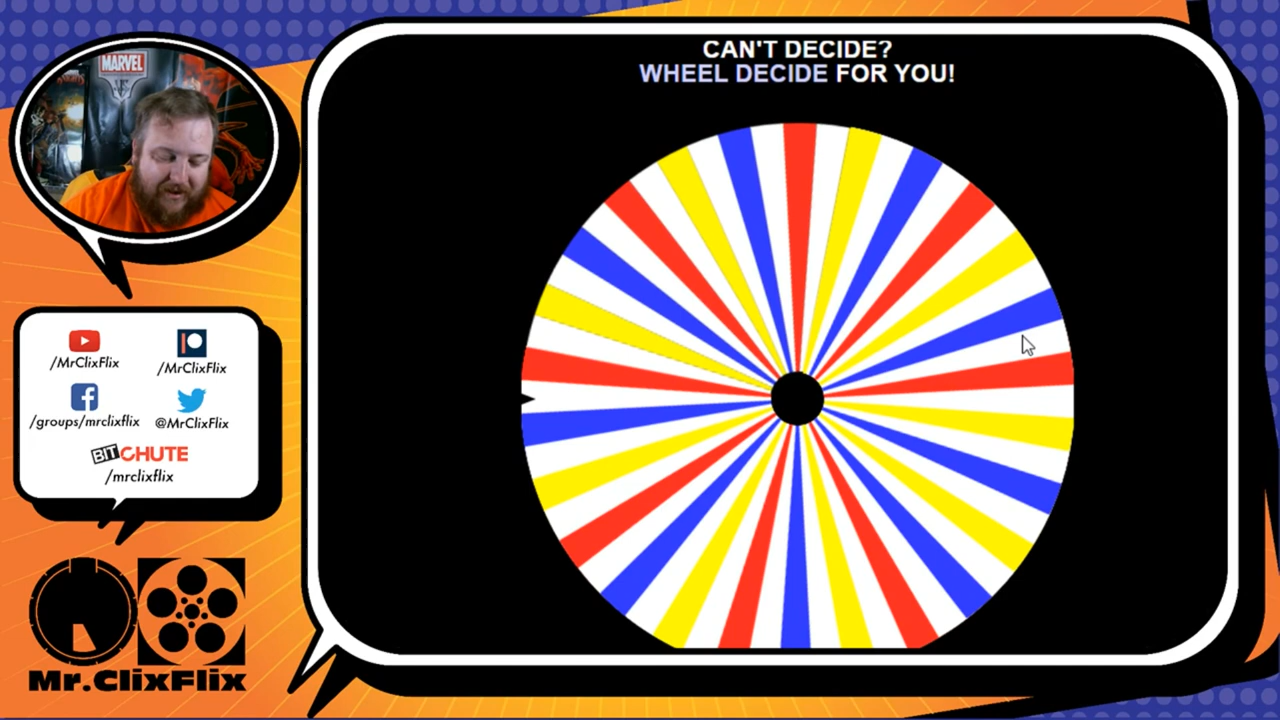 MARVEL
CAN'T DECIDE?
WHEEL DECIDE FOR YOU!
/MrClixFlix
/MrClixFlix
/groups/mrclixflix
@MrClixFlix
BITCHUTE
/mrclixflix
Mr.ClixFlix